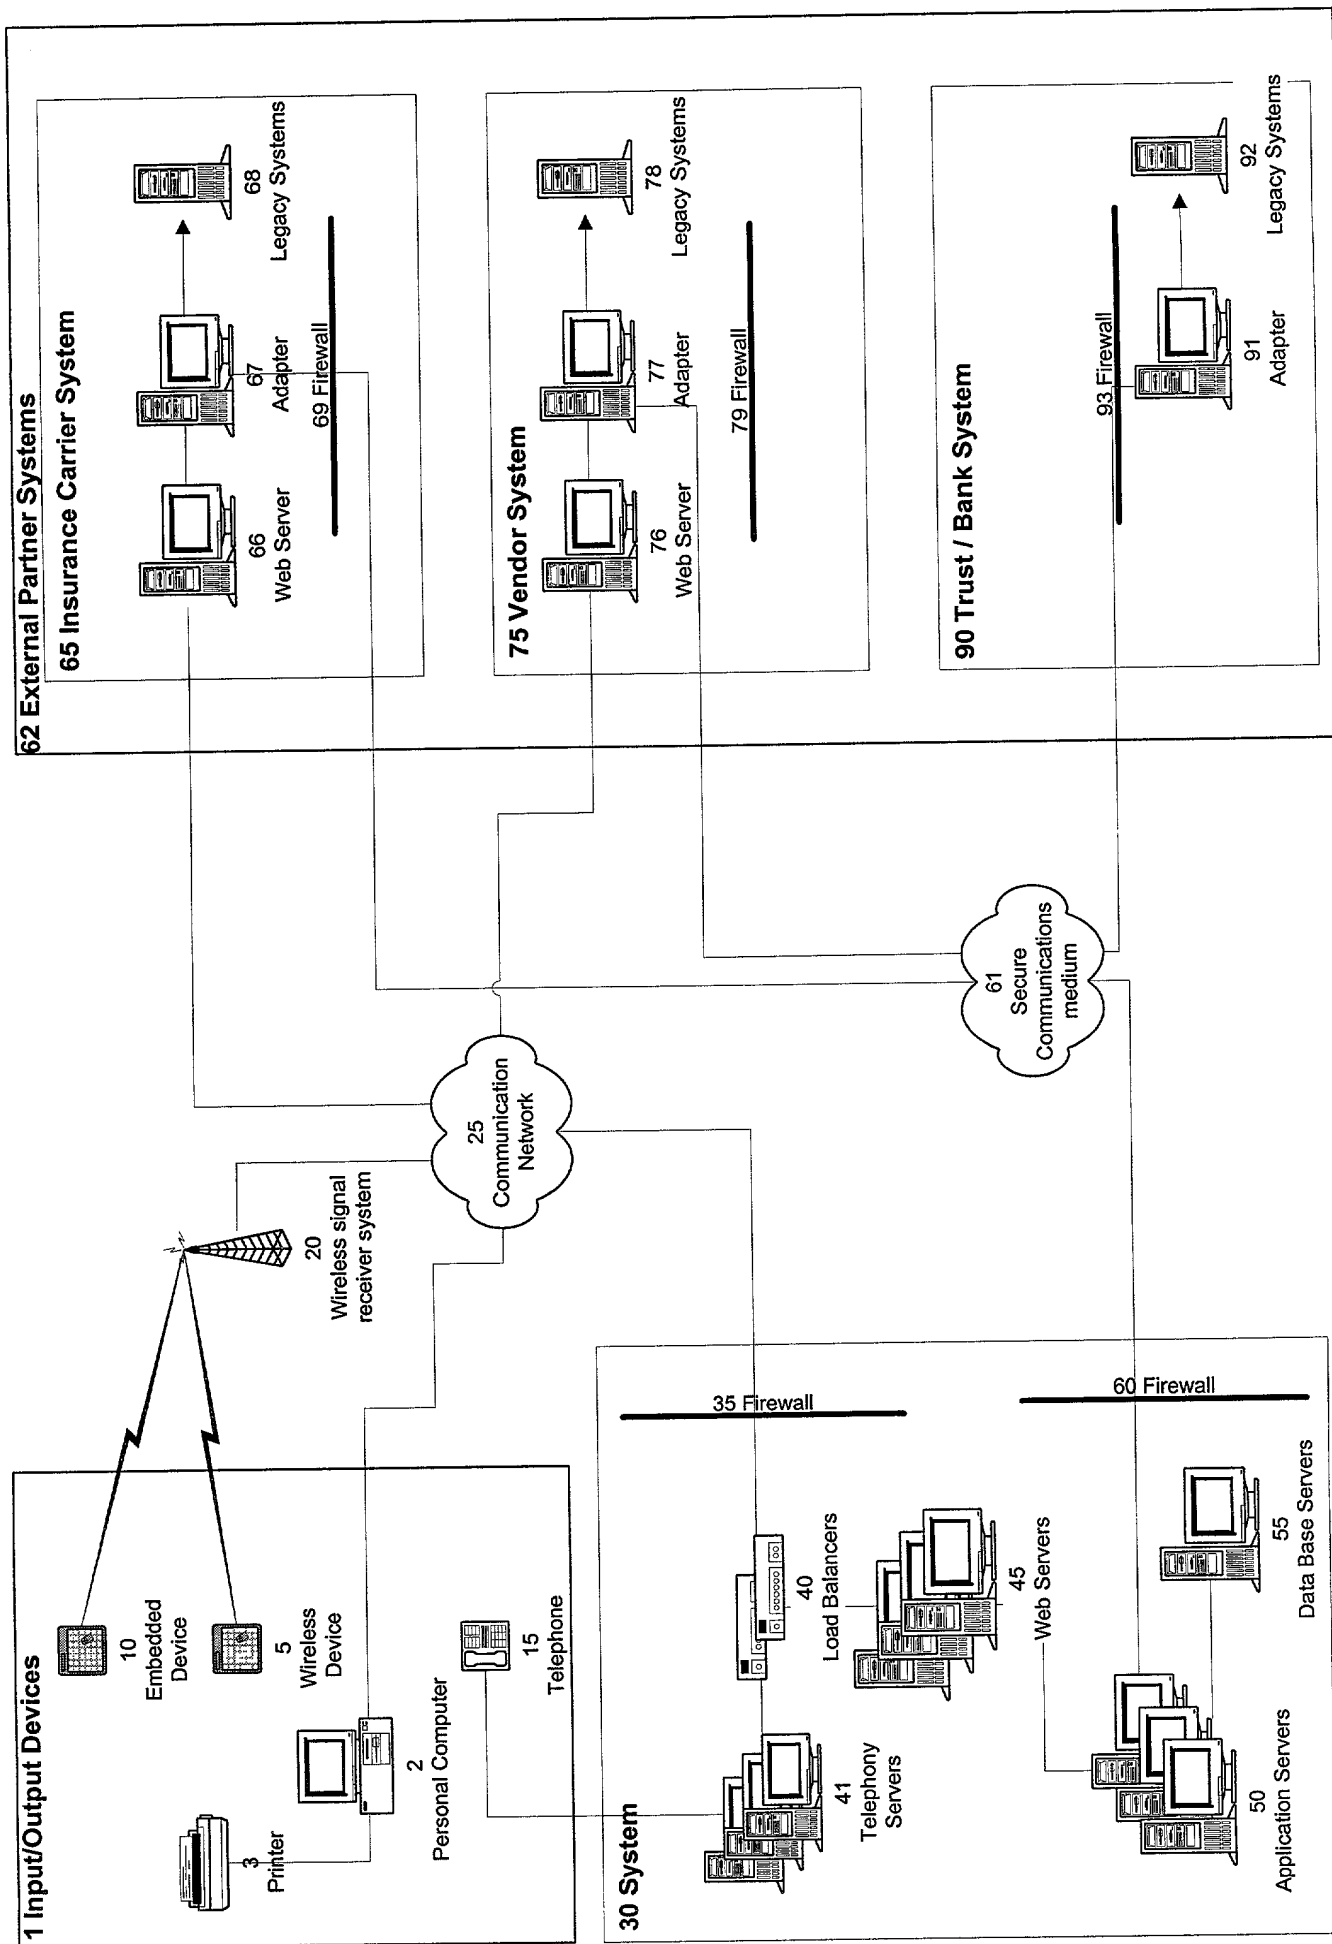 1 Input/Output Devices
10
Embedded
Device
5
Wireless
Device
3
Printer
2
Personal Computer
15
Telephone
20
Wireless signal
receiver system
25
Communication
Network
30 System
35 Firewall
40
Load Balancers
41
Telephony
Servers
45
Web Servers
50
Application Servers
55
Data Base Servers
60 Firewall
61
Secure
Communications
medium
62 External Partner Systems
65 Insurance Carrier System
66
Web Server
67
Adapter
68
Legacy Systems
69 Firewall
75 Vendor System
76
Web Server
77
Adapter
78
Legacy Systems
79 Firewall
90 Trust / Bank System
93 Firewall
91
Adapter
92
Legacy Systems